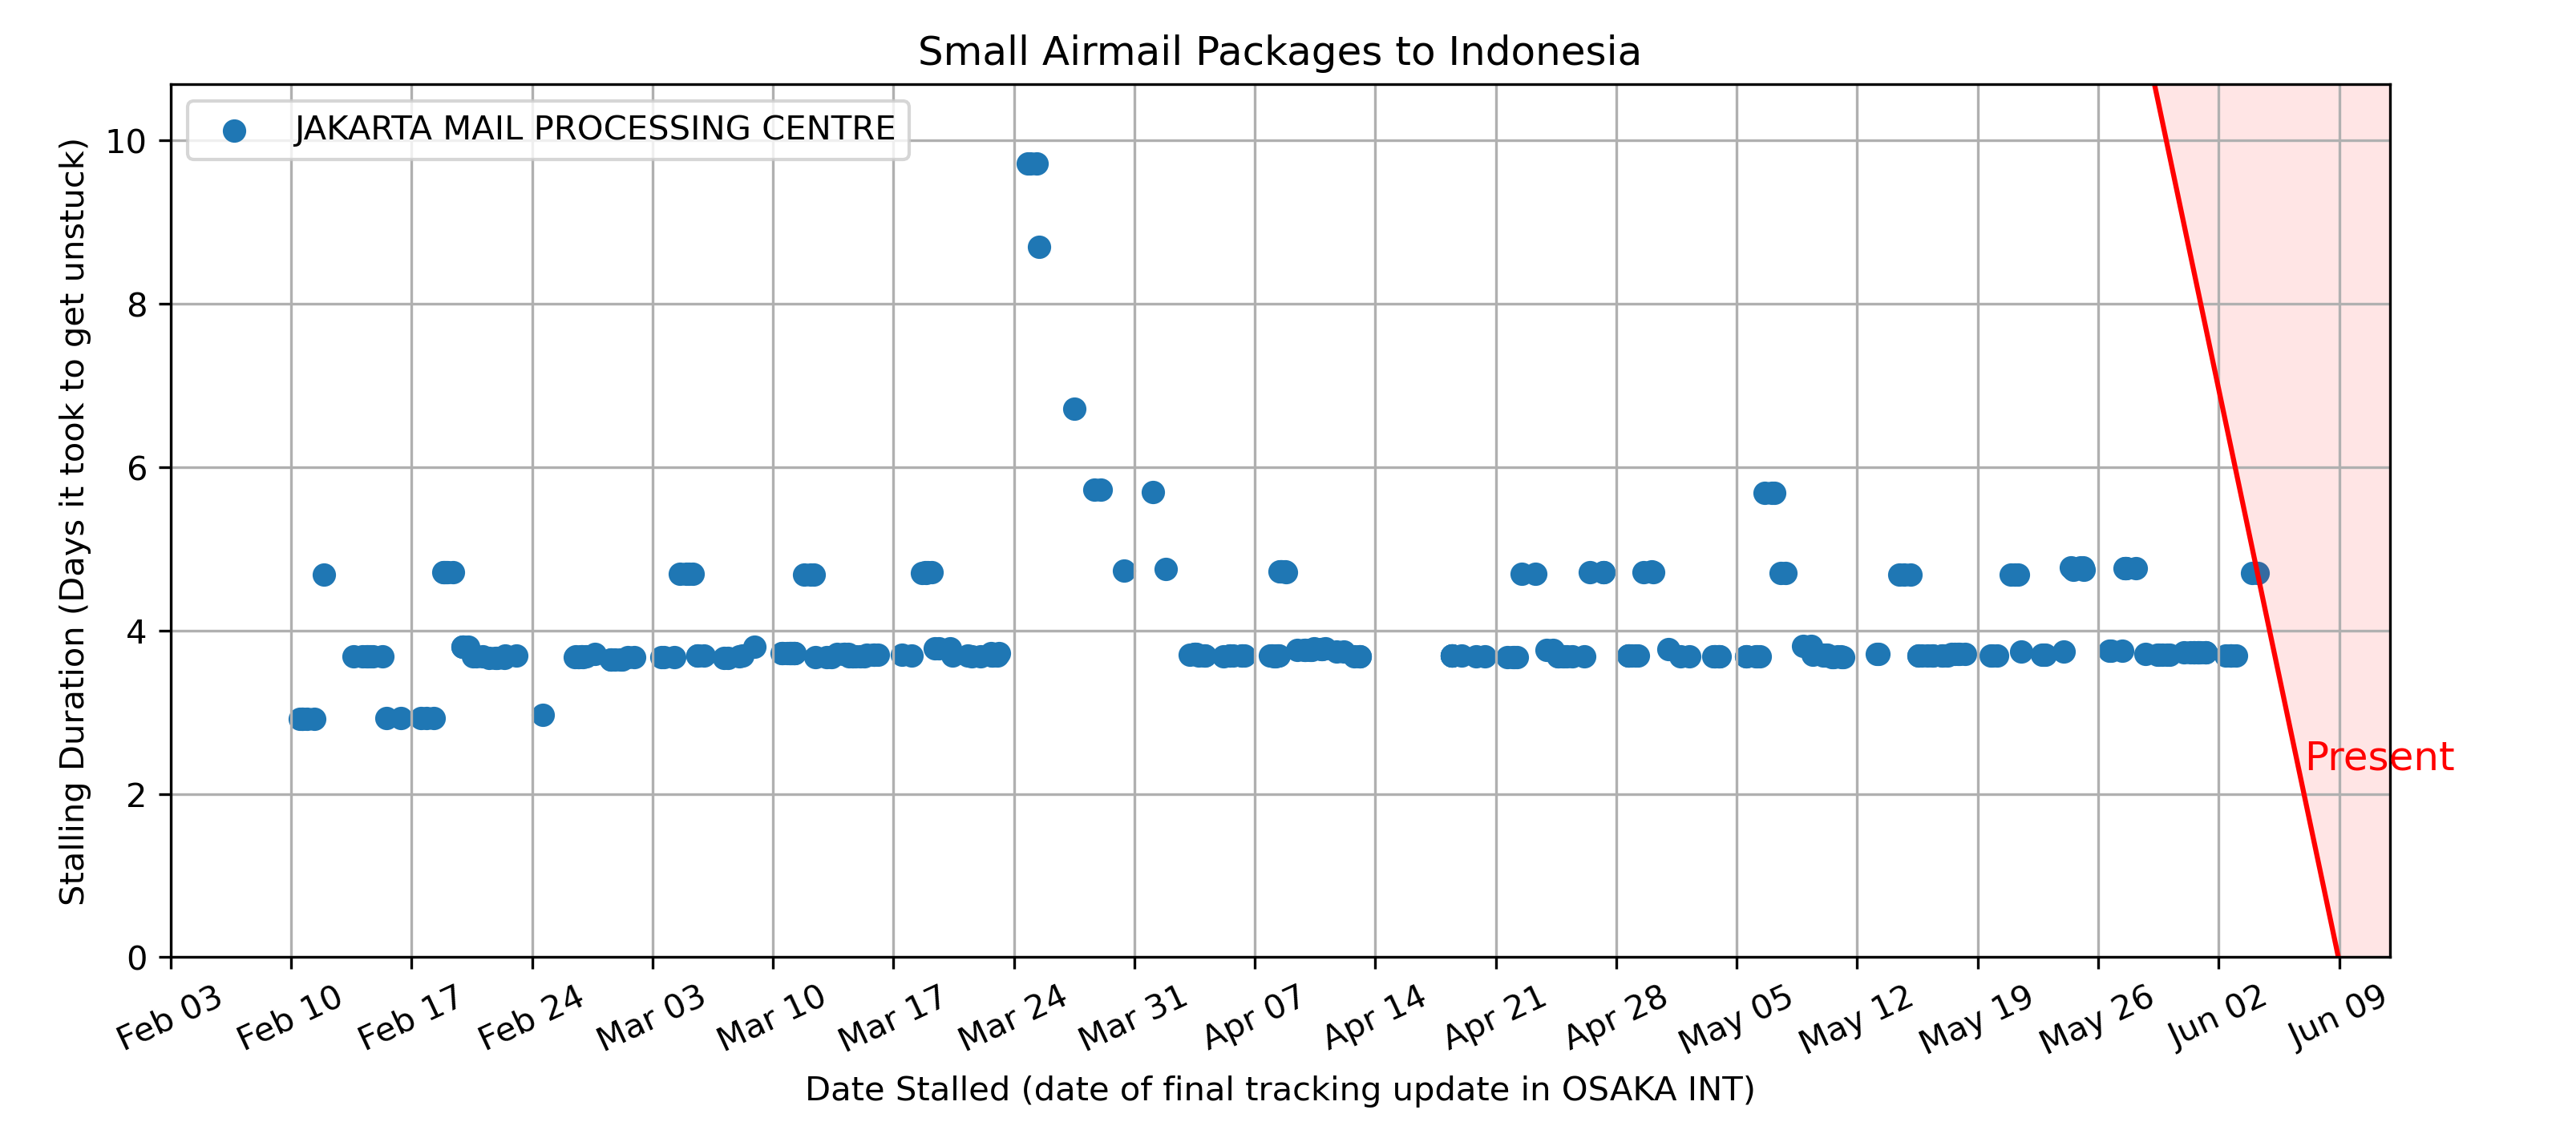 Small Airmail Packages to Indonesia
JAKARTA MAIL PROCESSING CENTRE
Stalling Duration (Days it took to get unstuck)
10
8
6
4
2
0
Present
Feb 03
Feb 10
Feb 17
Feb 24
Mar 03
Mar 10
Mar 17
Mar 24
Mar 31
Apr 07
Apr 14
Apr 21
Apr 28
May 05
May 12
May 19
May 26
Jun 02
Jun 09
Date Stalled (date of final tracking update in OSAKA INT)